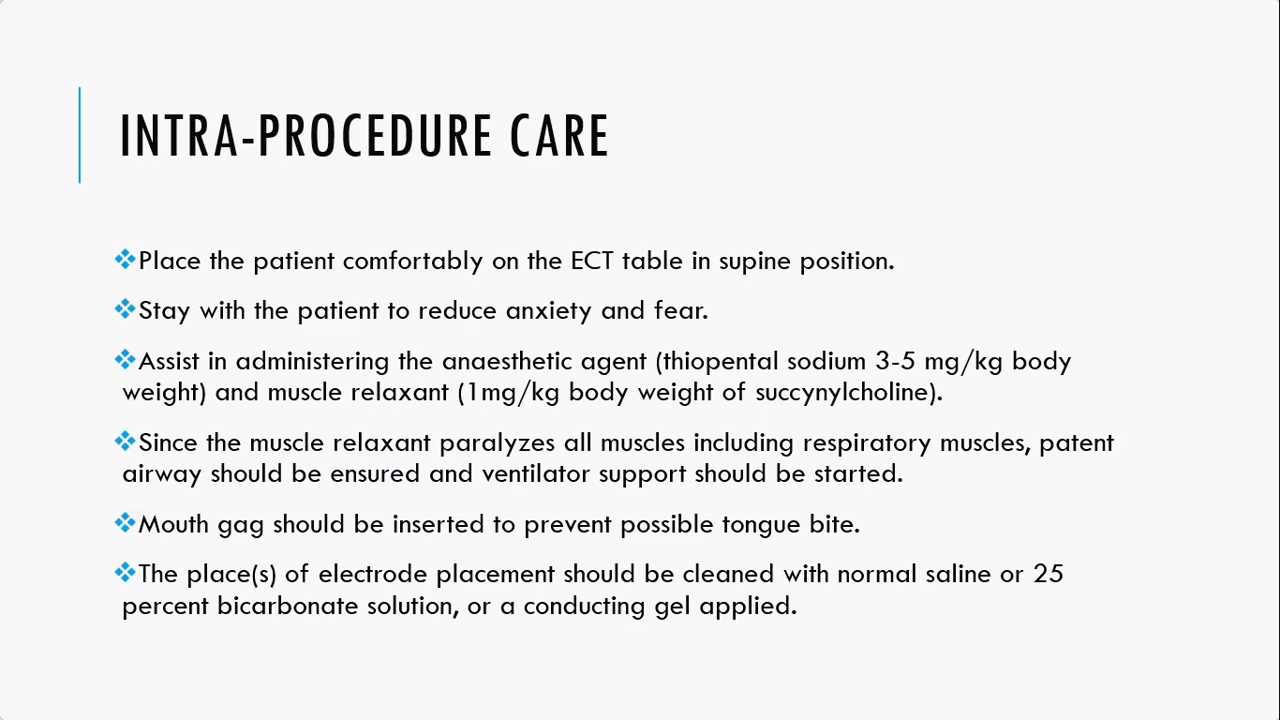 INTRA-PROCEDURE CARE
❖Place the patient comfortably on the ECT table in supine position.
❖Stay with the patient to reduce anxiety and fear.
❖Assist in administering the anaesthetic agent (thiopental sodium 3-5 mg/kg body
weight) and muscle relaxant (1mg/kg body weight of succynylcholine).
❖Since the muscle relaxant paralyzes all muscles including respiratory muscles, patent
airway should be ensured and ventilator support should be started.
❖Mouth gag should be inserted to prevent possible tongue bite.
❖The place(s) of electrode placement should be cleaned with normal saline or 25
percent bicarbonate solution, or a conducting gel applied.